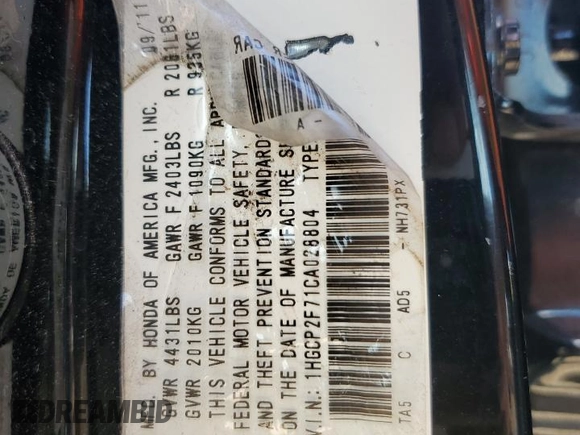 MFD. BY HONDA OF AMERICA MFG., INC. 09/11
GVWR 4431LBS GAWR F 2403LBS R 2061LBS
GVWR 2010KG GAWR F 1090KG R 935KG
THIS VEHICLE CONFORMS TO ALL
FEDERAL MOTOR VEHICLE SAFETY,
AND THEFT PREVENTION STANDARDS
ON THE DATE OF MANUFACTURE
V.I.N.: 1HGCP2F71CA028804 TYPE
TA5 C AD5 - NH731PX
A -
CAR
DREAMBID